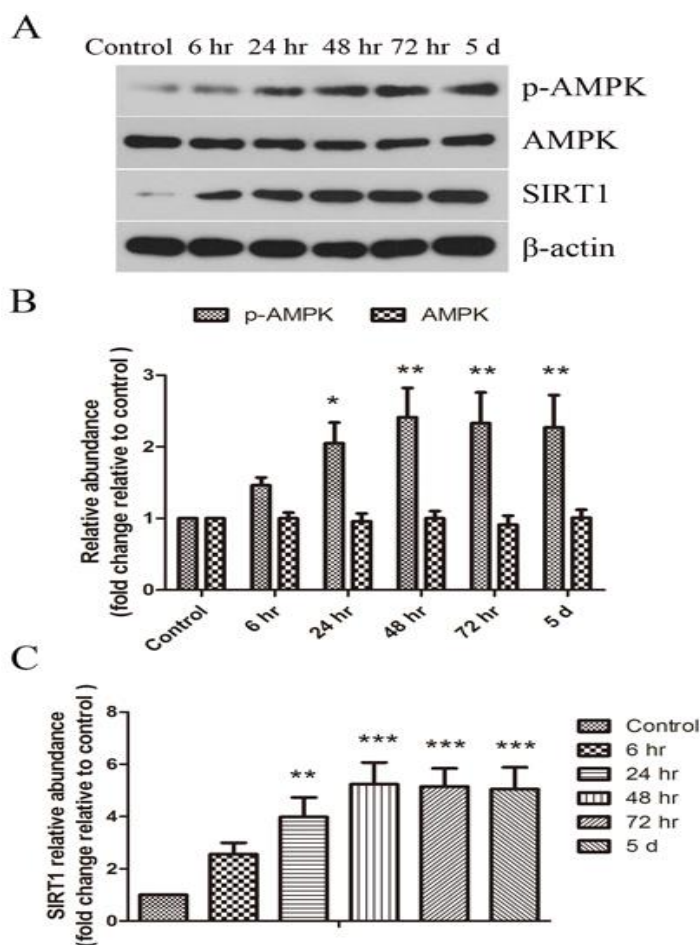 A
Control 6 hr 24 hr 48 hr 72 hr 5 d
p-AMPK
AMPK
SIRT1
β-actin
B
p-AMPK AMPK
Relative abundance
(fold change relative to control )
3
2
1
0
* ** ** **
Control 6 hr 24 hr 48 hr 72 hr 5 d
C
SIRT1 relative abundance
(fold change relative to control )
8
6
4
2
0
** *** *** ***
Control
6 hr
24 hr
48 hr
72 hr
5 d